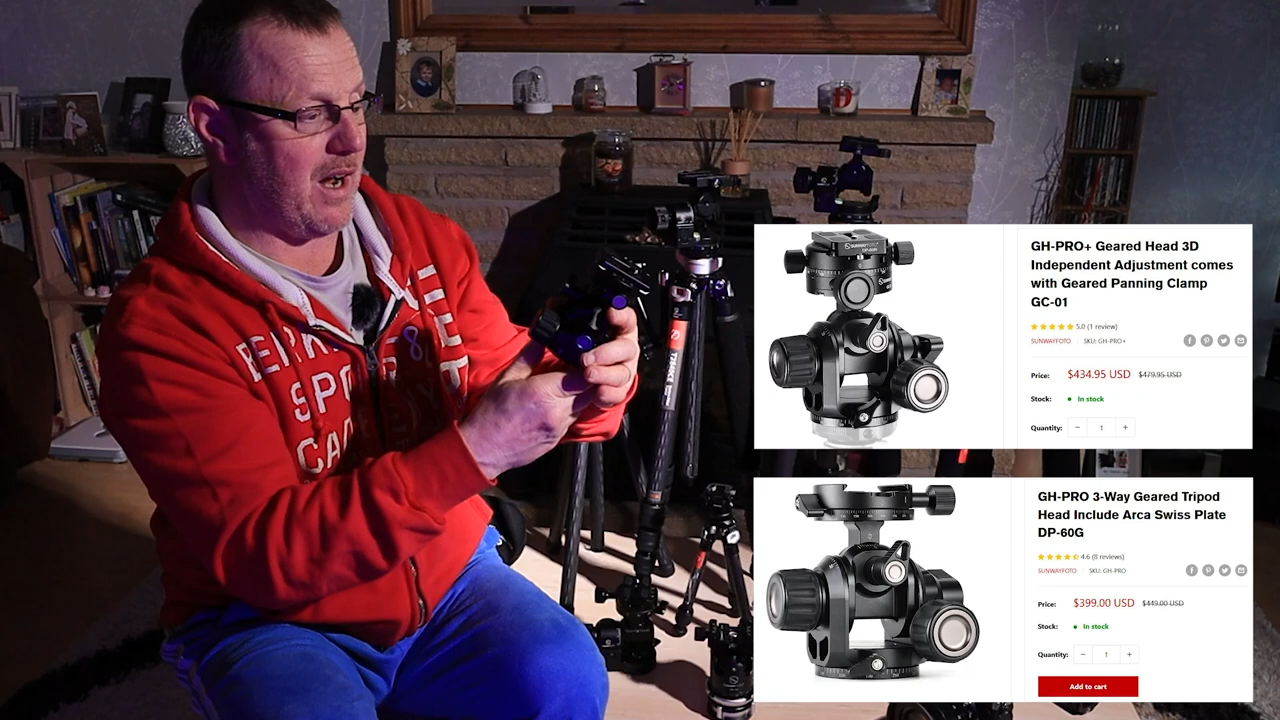 GH-PRO+ Geared Head 3D
Independent Adjustment comes
with Geared Panning Clamp
GC-01
5.0 (1 review)
SUNWAYFOTO SKU: GH-PRO+
Price: $434.95 USD $479.95 USD
Stock: In stock
Quantity: − 1 +
GH-PRO 3-Way Geared Tripod
Head Include Arca Swiss Plate
DP-60G
4.6 (8 reviews)
SUNWAYFOTO SKU: GH-PRO
Price: $399.00 USD $449.00 USD
Stock: In stock
Quantity: − 1 +
Add to cart